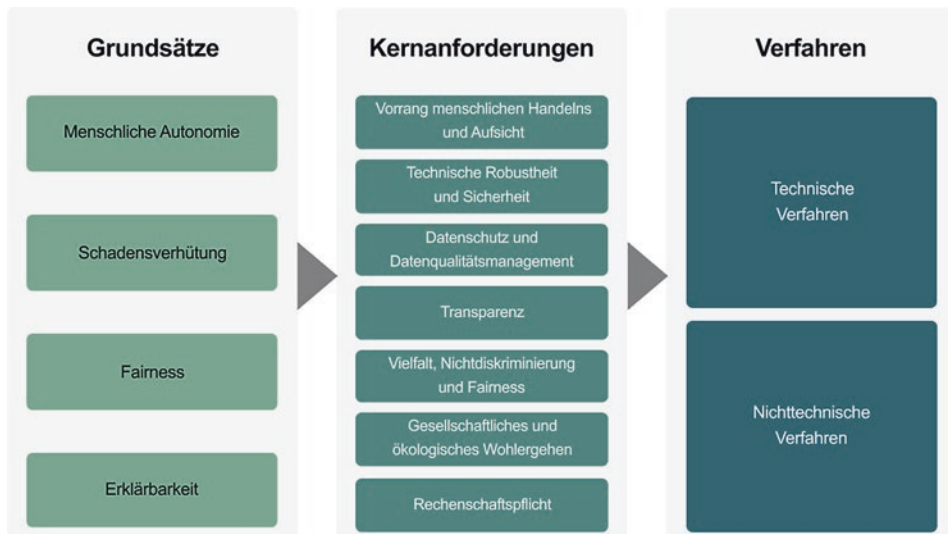 Grundsätze
Menschliche Autonomie
Schadensverhütung
Fairness
Erklärbarkeit
Kernanforderungen
Vorrang menschlichen Handelns
und Aufsicht
Technische Robustheit
und Sicherheit
Datenschutz und
Datenqualitätsmanagement
Transparenz
Vielfalt, Nichtdiskriminierung
und Fairness
Gesellschaftliches und
ökologisches Wohlergehen
Rechenschaftspflicht
Verfahren
Technische
Verfahren
Nichttechnische
Verfahren